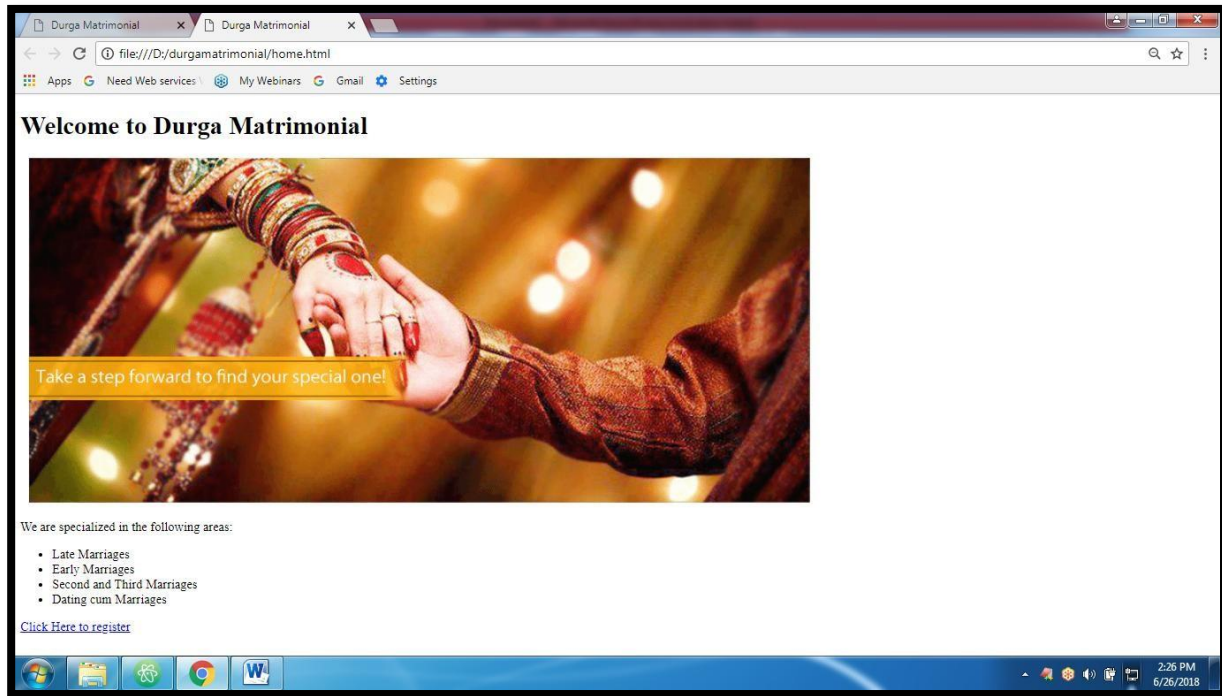 Durga Matrimonial
Durga Matrimonial
file:///D:/durgamatrimonial/home.html
Apps
Need Web services
My Webinars
Gmail
Settings
Welcome to Durga Matrimonial
Take a step forward to find your special one!
We are specialized in the following areas:
• Late Marriages
• Early Marriages
• Second and Third Marriages
• Dating cum Marriages
Click Here to register
2:26 PM
6/26/2018